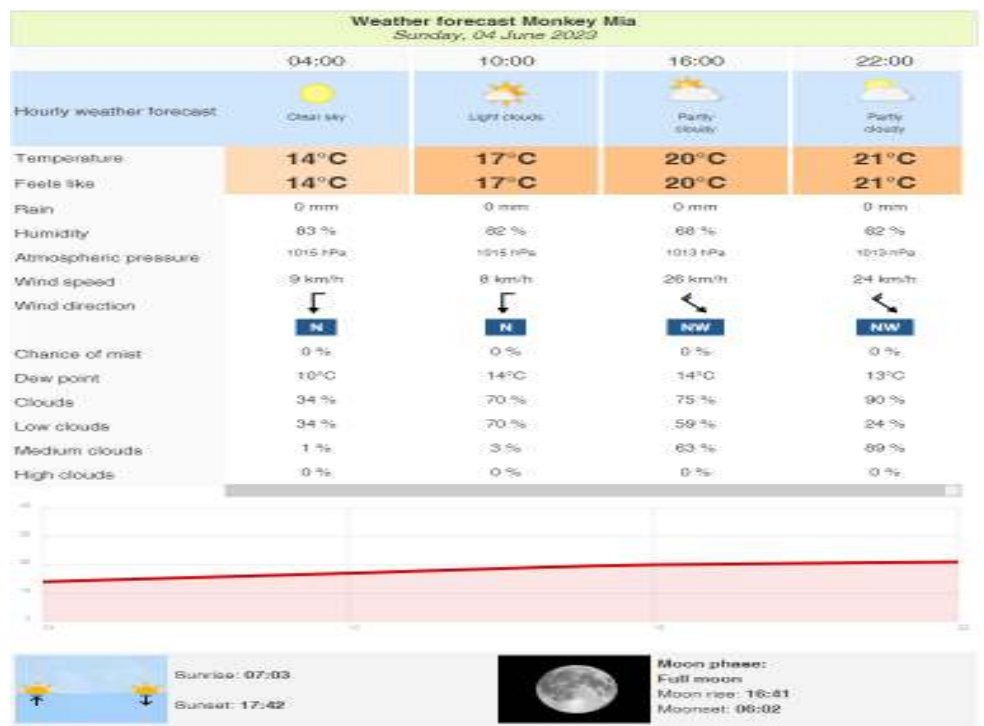 Weather forecast Monkey Mia
Sunday, 04 June 2023
04:00 10:00 16:00 22:00
Hourly weather forecast
Clear sky Light clouds Partly cloudy Partly cloudy
Temperature 14°C 17°C 20°C 21°C
Feels like 14°C 17°C 20°C 21°C
Rain 0 mm 0 mm 0 mm 0 mm
Humidity 83 % 82 % 68 % 62 %
Atmospheric pressure 1015 hPa 1015 hPa 1013 hPa 1013 hPa
Wind speed 9 km/h 8 km/h 26 km/h 24 km/h
Wind direction
N N NW NW
Chance of mist 0 % 0 % 0 % 0 %
Dew point 10°C 14°C 14°C 13°C
Clouds 34 % 70 % 75 % 90 %
Low clouds 34 % 70 % 59 % 24 %
Medium clouds 1 % 3 % 63 % 89 %
High clouds 0 % 0 % 0 % 0 %
Sunrise: 07:03
Sunset: 17:42
Moon phase:
Full moon
Moon rise: 16:41
Moonset: 06:02